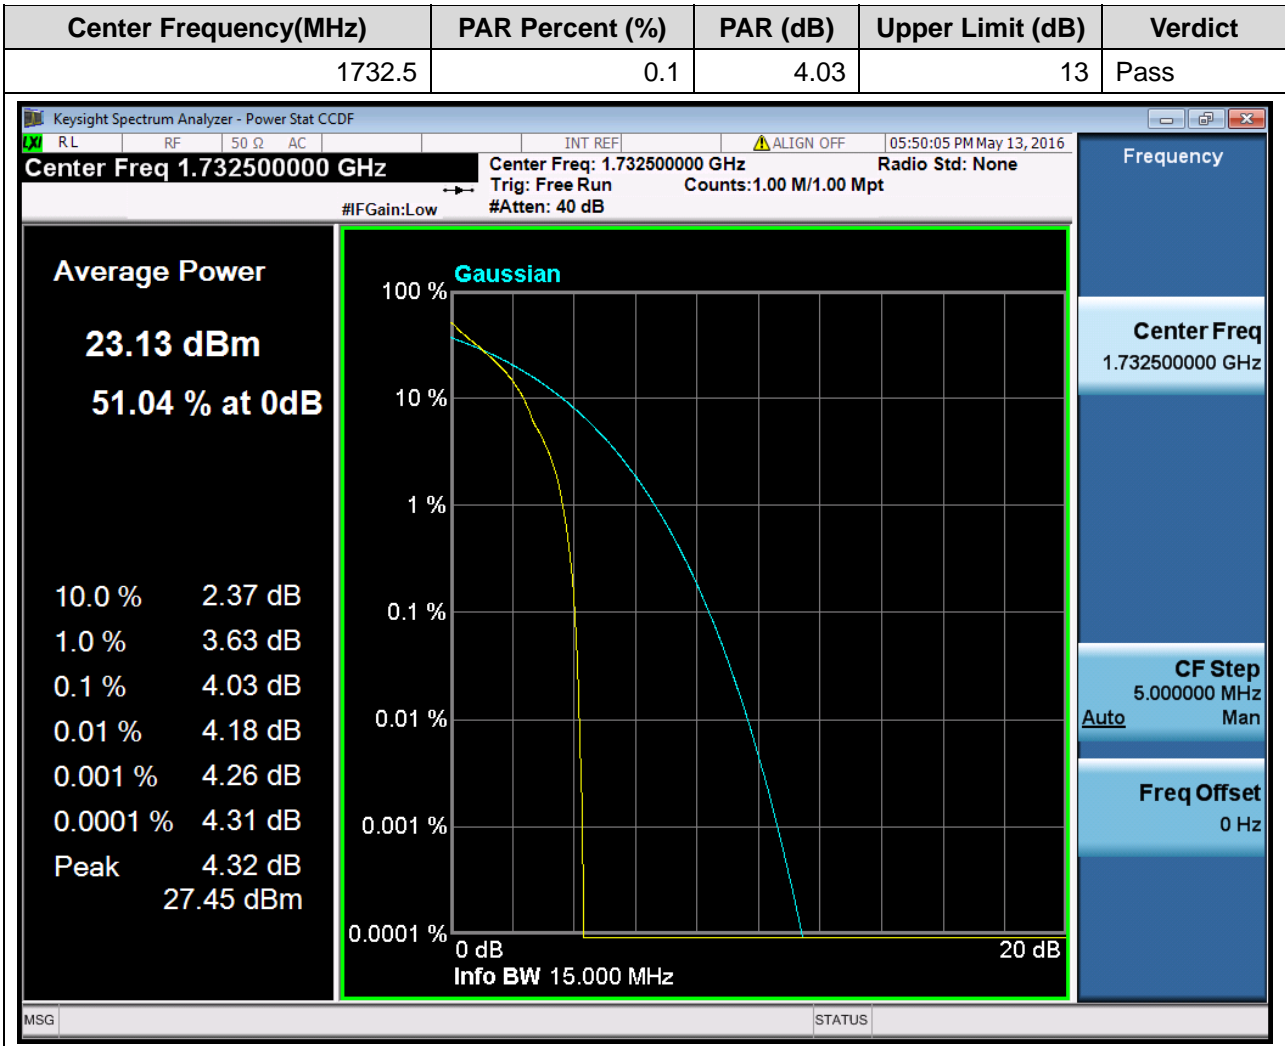 Center Frequency(MHz) PAR Percent (%) PAR (dB) Upper Limit (dB) Verdict
1732.5 0.1 4.03 13 Pass
Keysight Spectrum Analyzer - Power Stat CCDF
LXI RL RF 50 Ω AC INT REF ALIGN OFF 05:50:05 PM May 13, 2016
Center Freq 1.732500000 GHz
Center Freq: 1.732500000 GHz Radio Std: None
Trig: Free Run Counts:1.00 M/1.00 Mpt
#IFGain:Low #Atten: 40 dB
Average Power
23.13 dBm
51.04 % at 0dB
10.0 % 2.37 dB
1.0 % 3.63 dB
0.1 % 4.03 dB
0.01 % 4.18 dB
0.001 % 4.26 dB
0.0001 % 4.31 dB
Peak 4.32 dB
27.45 dBm
Gaussian
100 %
10 %
1 %
0.1 %
0.01 %
0.001 %
0.0001 %
0 dB 20 dB
Info BW 15.000 MHz
Frequency
Center Freq
1.732500000 GHz
CF Step
5.000000 MHz
Auto Man
Freq Offset
0 Hz
MSG STATUS